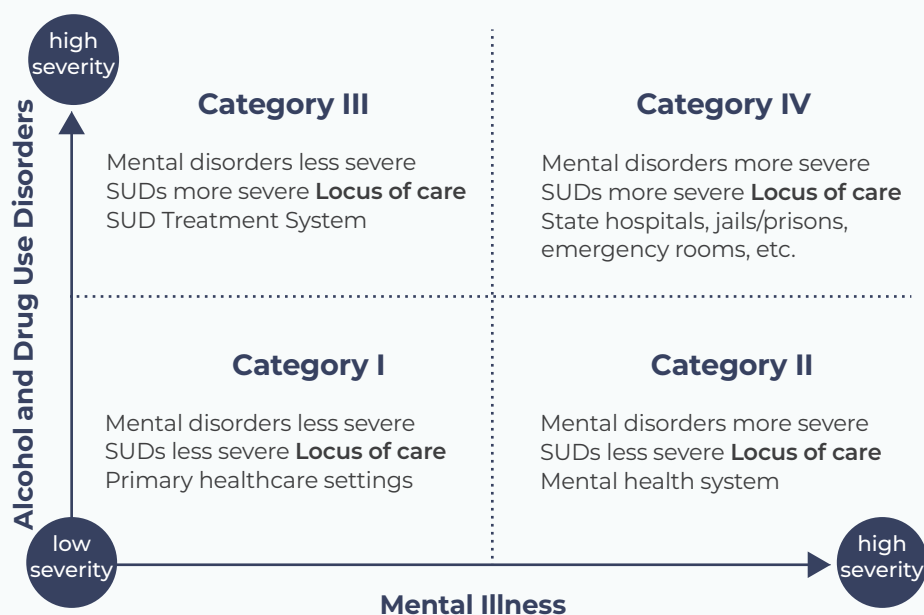 high
severity
Alcohol and Drug Use Disorders
Category III
Mental disorders less severe
SUDs more severe Locus of care
SUD Treatment System
Category IV
Mental disorders more severe
SUDs more severe Locus of care
State hospitals, jails/prisons,
emergency rooms, etc.
Category I
Mental disorders less severe
SUDs less severe Locus of care
Primary healthcare settings
Category II
Mental disorders more severe
SUDs less severe Locus of care
Mental health system
low
severity
high
severity
Mental Illness